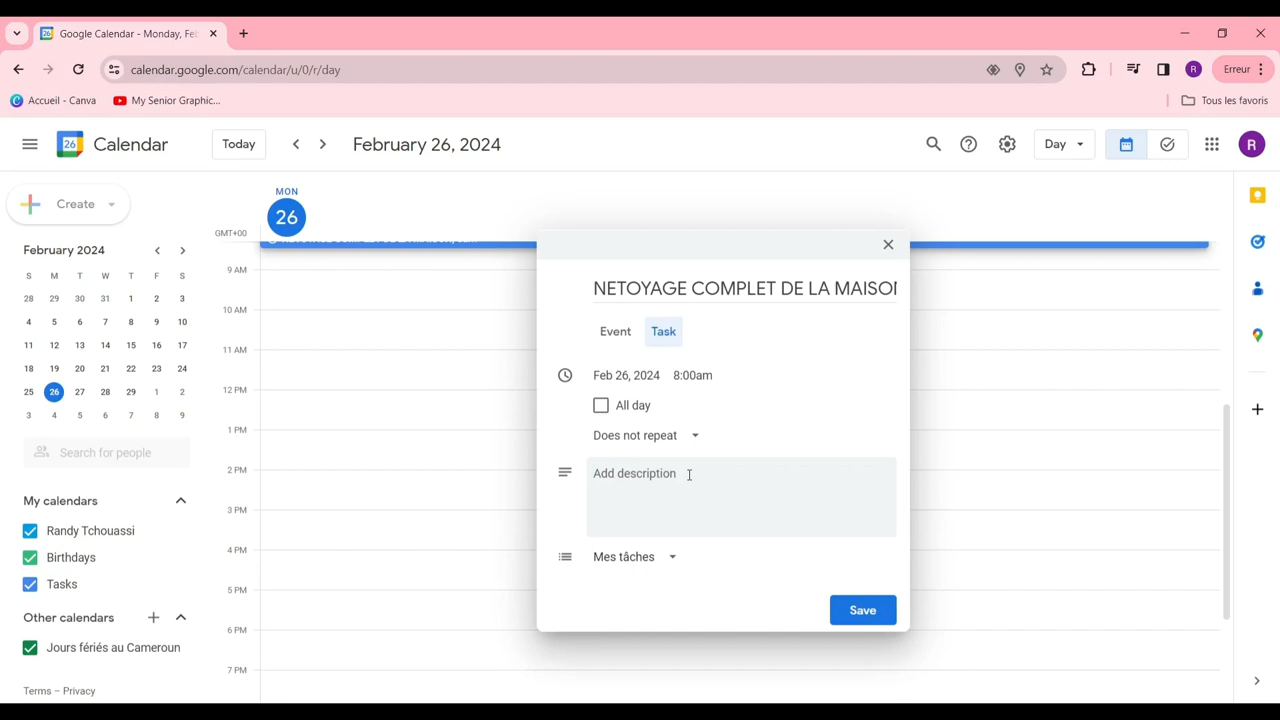 Google Calendar - Monday, Fe
calendar.google.com/calendar/u/0/r/day
R
Erreur
Accueil - Canva
My Senior Graphic...
Tous les favoris
26
Calendar
Today
February 26, 2024
Day
R
Create
MON
26
GMT+00
February 2024
S M T W T F S
28 29 30 31 1 2 3
4 5 6 7 8 9 10
11 12 13 14 15 16 17
18 19 20 21 22 23 24
25 26 27 28 29 1 2
3 4 5 6 7 8 9
Search for people
My calendars
Randy Tchouassi
Birthdays
Tasks
Other calendars
Jours fériés au Cameroun
Terms – Privacy
9 AM
10 AM
11 AM
12 PM
1 PM
2 PM
3 PM
4 PM
5 PM
6 PM
7 PM
NETOYAGE COMPLET DE LA MAISON
Event
Task
Feb 26, 2024 8:00am
All day
Does not repeat
Add description
Mes tâches
Save